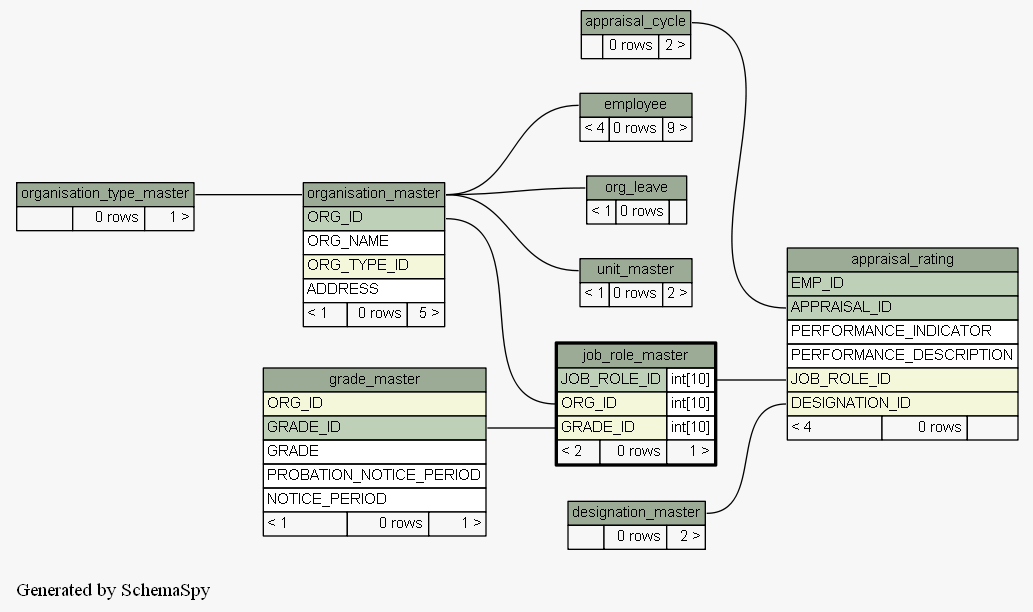 appraisal_cycle
0 rows 2 >
employee
< 4 0 rows 9 >
organisation_type_master
0 rows 1 >
organisation_master
ORG_ID
ORG_NAME
ORG_TYPE_ID
ADDRESS
< 1 0 rows 5 >
org_leave
< 1 0 rows
unit_master
< 1 0 rows 2 >
appraisal_rating
EMP_ID
APPRAISAL_ID
PERFORMANCE_INDICATOR
PERFORMANCE_DESCRIPTION
JOB_ROLE_ID
DESIGNATION_ID
< 4 0 rows
grade_master
ORG_ID
GRADE_ID
GRADE
PROBATION_NOTICE_PERIOD
NOTICE_PERIOD
< 1 0 rows 1 >
job_role_master
JOB_ROLE_ID int[10]
ORG_ID int[10]
GRADE_ID int[10]
< 2 0 rows 1 >
designation_master
0 rows 2 >
Generated by SchemaSpy